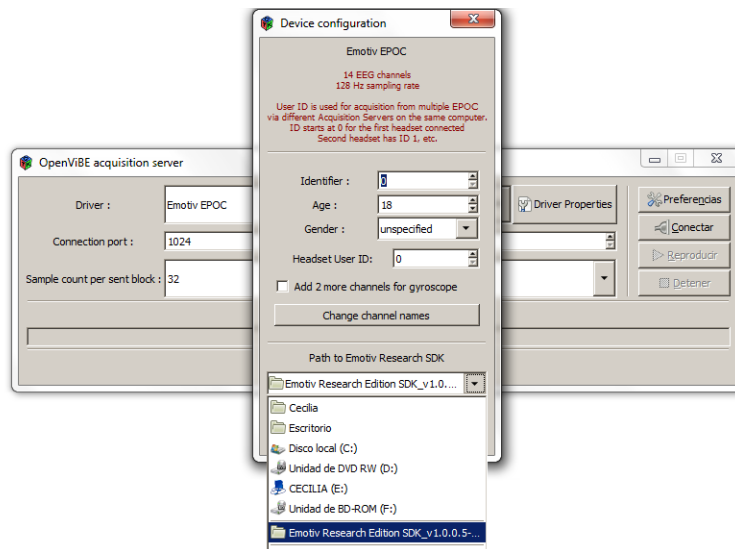 Device configuration
Emotiv EPOC
14 EEG channels
128 Hz sampling rate
User ID is used for acquisition from multiple EPOC
via different Acquisition Servers on the same computer.
ID starts at 0 for the first headset connected
Second headset has ID 1, etc.
OpenViBE acquisition server
Identifier : 0
Driver : Emotiv EPOC
Age : 18
Driver Properties
Preferencias
Gender : unspecified
Conectar
Connection port : 1024
Headset User ID: 0
Reproducir
Sample count per sent block : 32
Add 2 more channels for gyroscope
Detener
Change channel names
Path to Emotiv Research SDK
Emotiv Research Edition SDK_v1.0....
Cecilia
Escritorio
Disco local (C:)
Unidad de DVD RW (D:)
CECILIA (E:)
Unidad de BD-ROM (F:)
Emotiv Research Edition SDK_v1.0.0.5-...